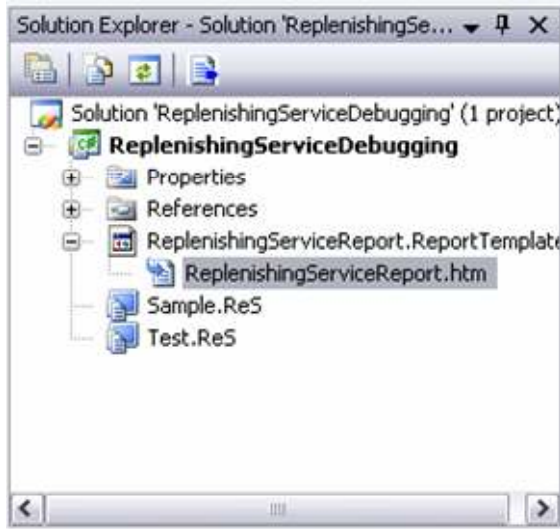 Solution Explorer - Solution 'ReplenishingSe...
Solution 'ReplenishingServiceDebugging' (1 project)
ReplenishingServiceDebugging
Properties
References
ReplenishingServiceReport.ReportTemplate
ReplenishingServiceReport.htm
Sample.ReS
Test.ReS